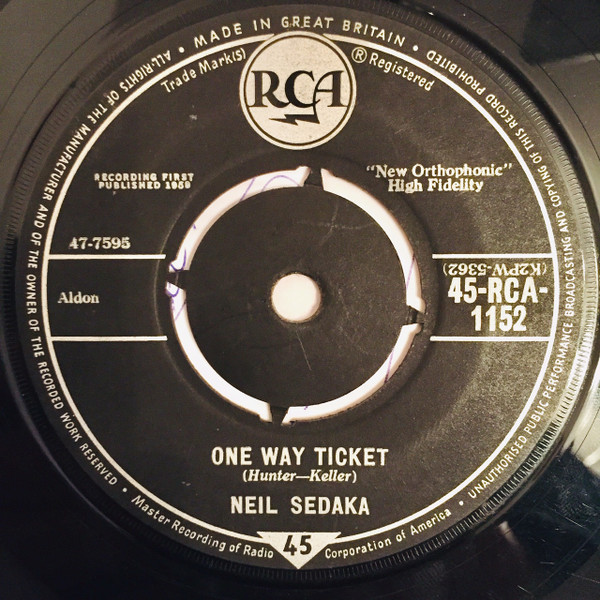 MADE IN GREAT BRITAIN • UNAUTHORISED PUBLIC PERFORMANCE BROADCASTING AND COPYING OF THIS RECORD PROHIBITED • ALL RIGHTS OF THE MANUFACTURER AND OF THE OWNER OF THE RECORDED WORK RESERVED •
Trade Mark(S)
® Registered
RCA
RECORDING FIRST
PUBLISHED 1959
"New Orthophonic"
High Fidelity
47-7595
(K2PW-5362)
Aldon
45-RCA-
1152
ONE WAY TICKET
(Hunter—Keller)
NEIL SEDAKA
Master Recording of Radio Corporation of America •
45